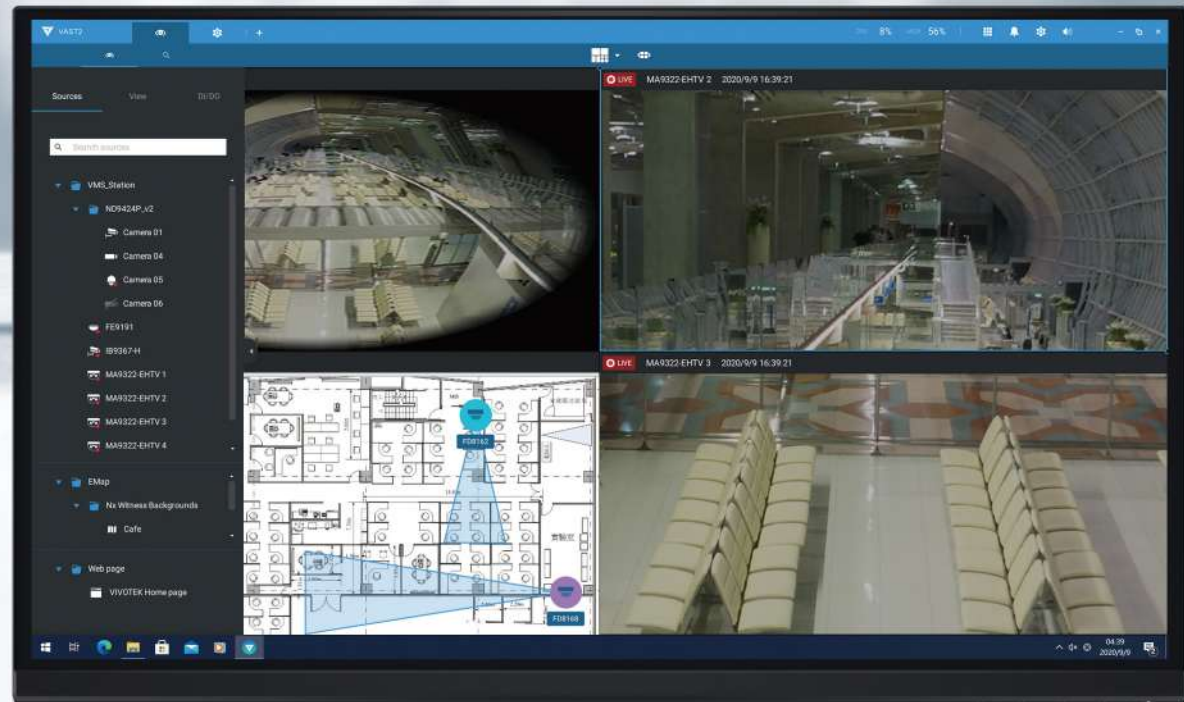 VAST2
8%
56%
Sources View DI/DO
Search sources
VMS_Station
ND9424P_v2
Camera 01
Camera 04
Camera 05
Camera 06
FE9191
IB9367-H
MA9322-EHTV 1
MA9322-EHTV 2
MA9322-EHTV 3
MA9322-EHTV 4
EMap
Nx Witness Backgrounds
Cafe
Web page
VIVOTEK Home page
LIVE MA9322-EHTV 2 2020/9/9 16:39:21
LIVE MA9322-EHTV 3 2020/9/9 16:39:21
FD8162
實驗室
FD8168
04:39
2020/9/9